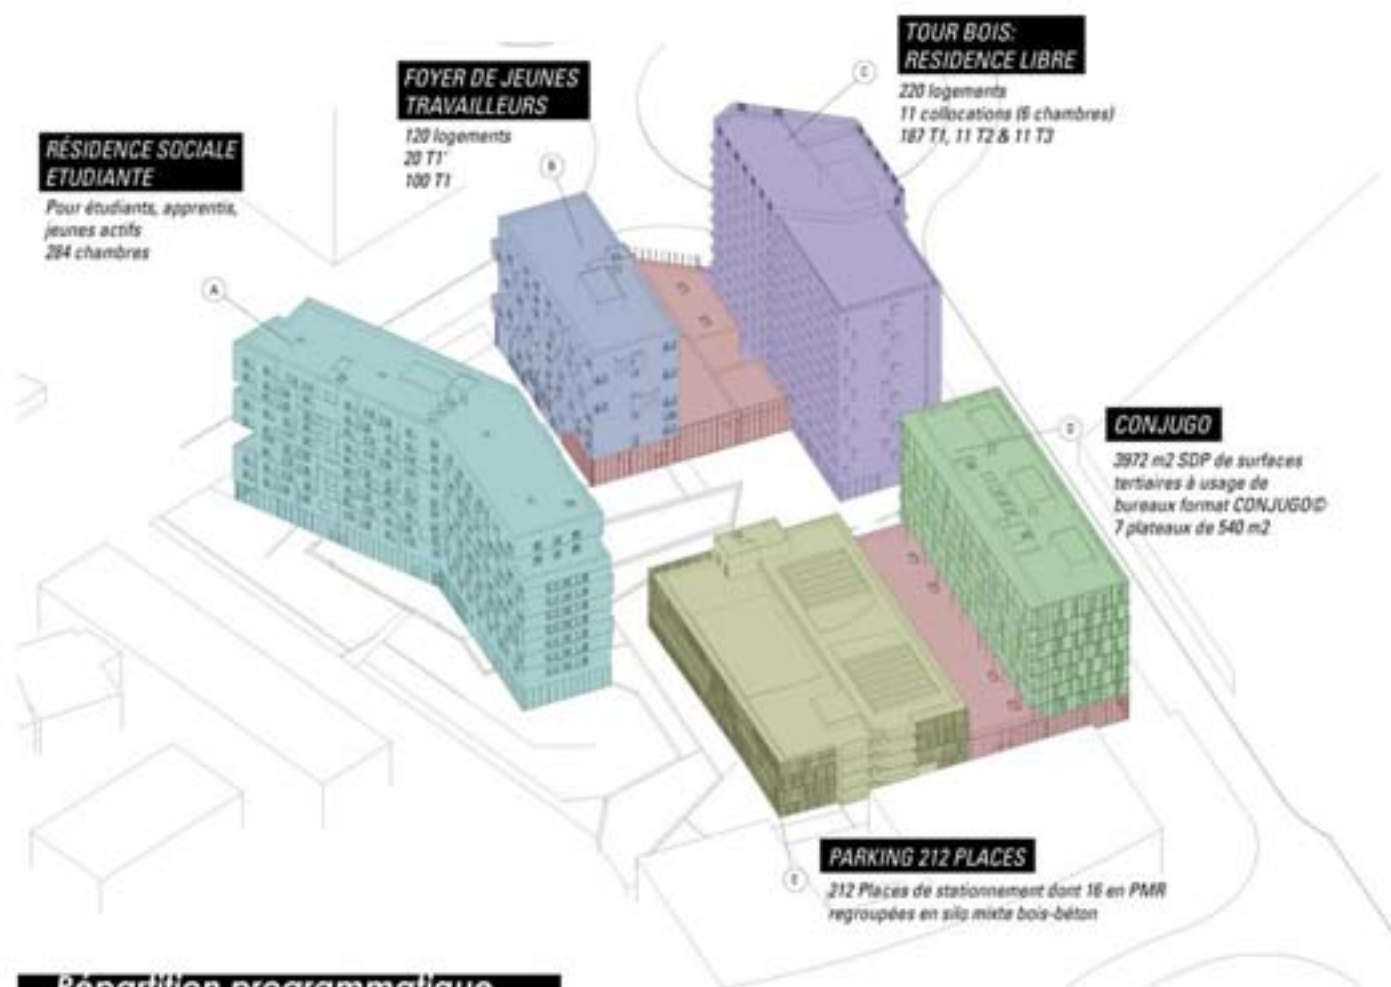 TOUR BOIS:
RESIDENCE LIBRE
220 logements
11 collocations (6 chambres)
187 T1, 11 T2 & 11 T3
C
FOYER DE JEUNES
TRAVAILLEURS
120 logements
20 T1'
100 T1
B
RÉSIDENCE SOCIALE
ETUDIANTE
Pour étudiants, apprentis,
jeunes actifs
284 chambres
A
D
CONJUGO
3972 m2 SDP de surfaces
tertiaires à usage de
bureaux format CONJUGO©
7 plateaux de 540 m2
E
PARKING 212 PLACES
212 Places de stationnement dont 16 en PMR
regroupées en silo mixte bois-béton
Répartition programmatique